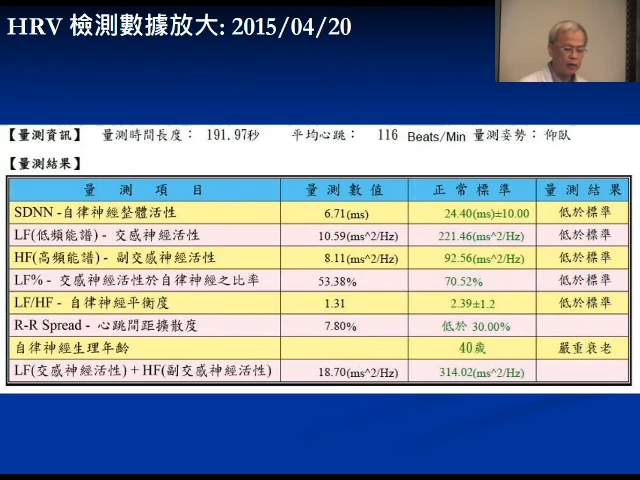 HRV 檢測數據放大: 2015/04/20
【量測資訊】 量測時間長度： 191.97秒 平均心跳： 116 Beats/Min 量測姿勢：仰臥
【量測結果】
量 測 項 目 量 測 數 值 正 常 標 準 量 測 結 果
SDNN -自律神經整體活性 6.71(ms) 24.40(ms)±10.00 低於標準
LF(低頻能譜) - 交感神經活性 10.59(ms^2/Hz) 221.46(ms^2/Hz) 低於標準
HF(高頻能譜) - 副交感神經活性 8.11(ms^2/Hz) 92.56(ms^2/Hz) 低於標準
LF% - 交感神經活性於自律神經之比率 53.38% 70.52% 低於標準
LF/HF - 自律神經平衡度 1.31 2.39±1.2 低於標準
R-R Spread - 心跳間距擴散度 7.80% 低於 30.00%
自律神經生理年齡 40歲 嚴重衰老
LF(交感神經活性) + HF(副交感神經活性) 18.70(ms^2/Hz) 314.02(ms^2/Hz)